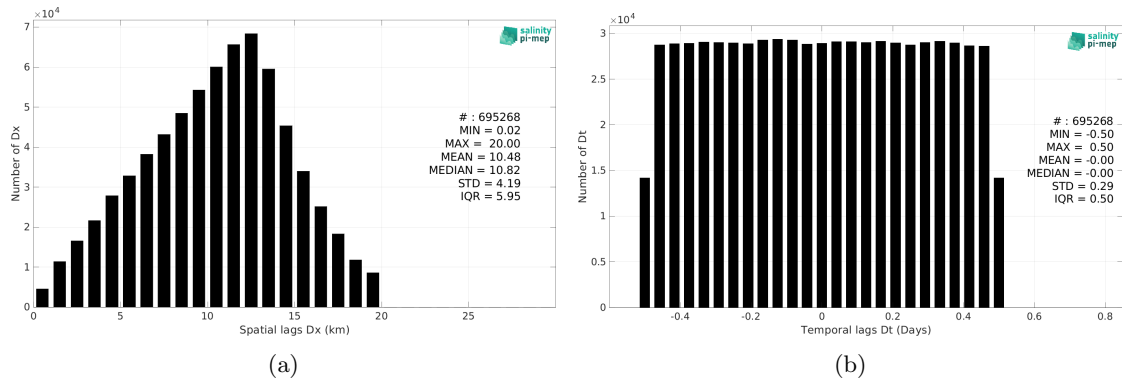 ×10⁴
7
6
5
4
3
2
1
0
Number of Dx
salinity
pi-mep
# : 695268
MIN = 0.02
MAX = 20.00
MEAN = 10.48
MEDIAN = 10.82
STD = 4.19
IQR = 5.95
0 5 10 15 20 25
Spatial lags Dx (km)
(a)
×10⁴
3
2.5
2
1.5
1
0.5
0
Number of Dt
salinity
pi-mep
# : 695268
MIN = -0.50
MAX = 0.50
MEAN = -0.00
MEDIAN = -0.00
STD = 0.29
IQR = 0.50
-0.4 -0.2 0 0.2 0.4 0.6 0.8
Temporal lags Dt (Days)
(b)